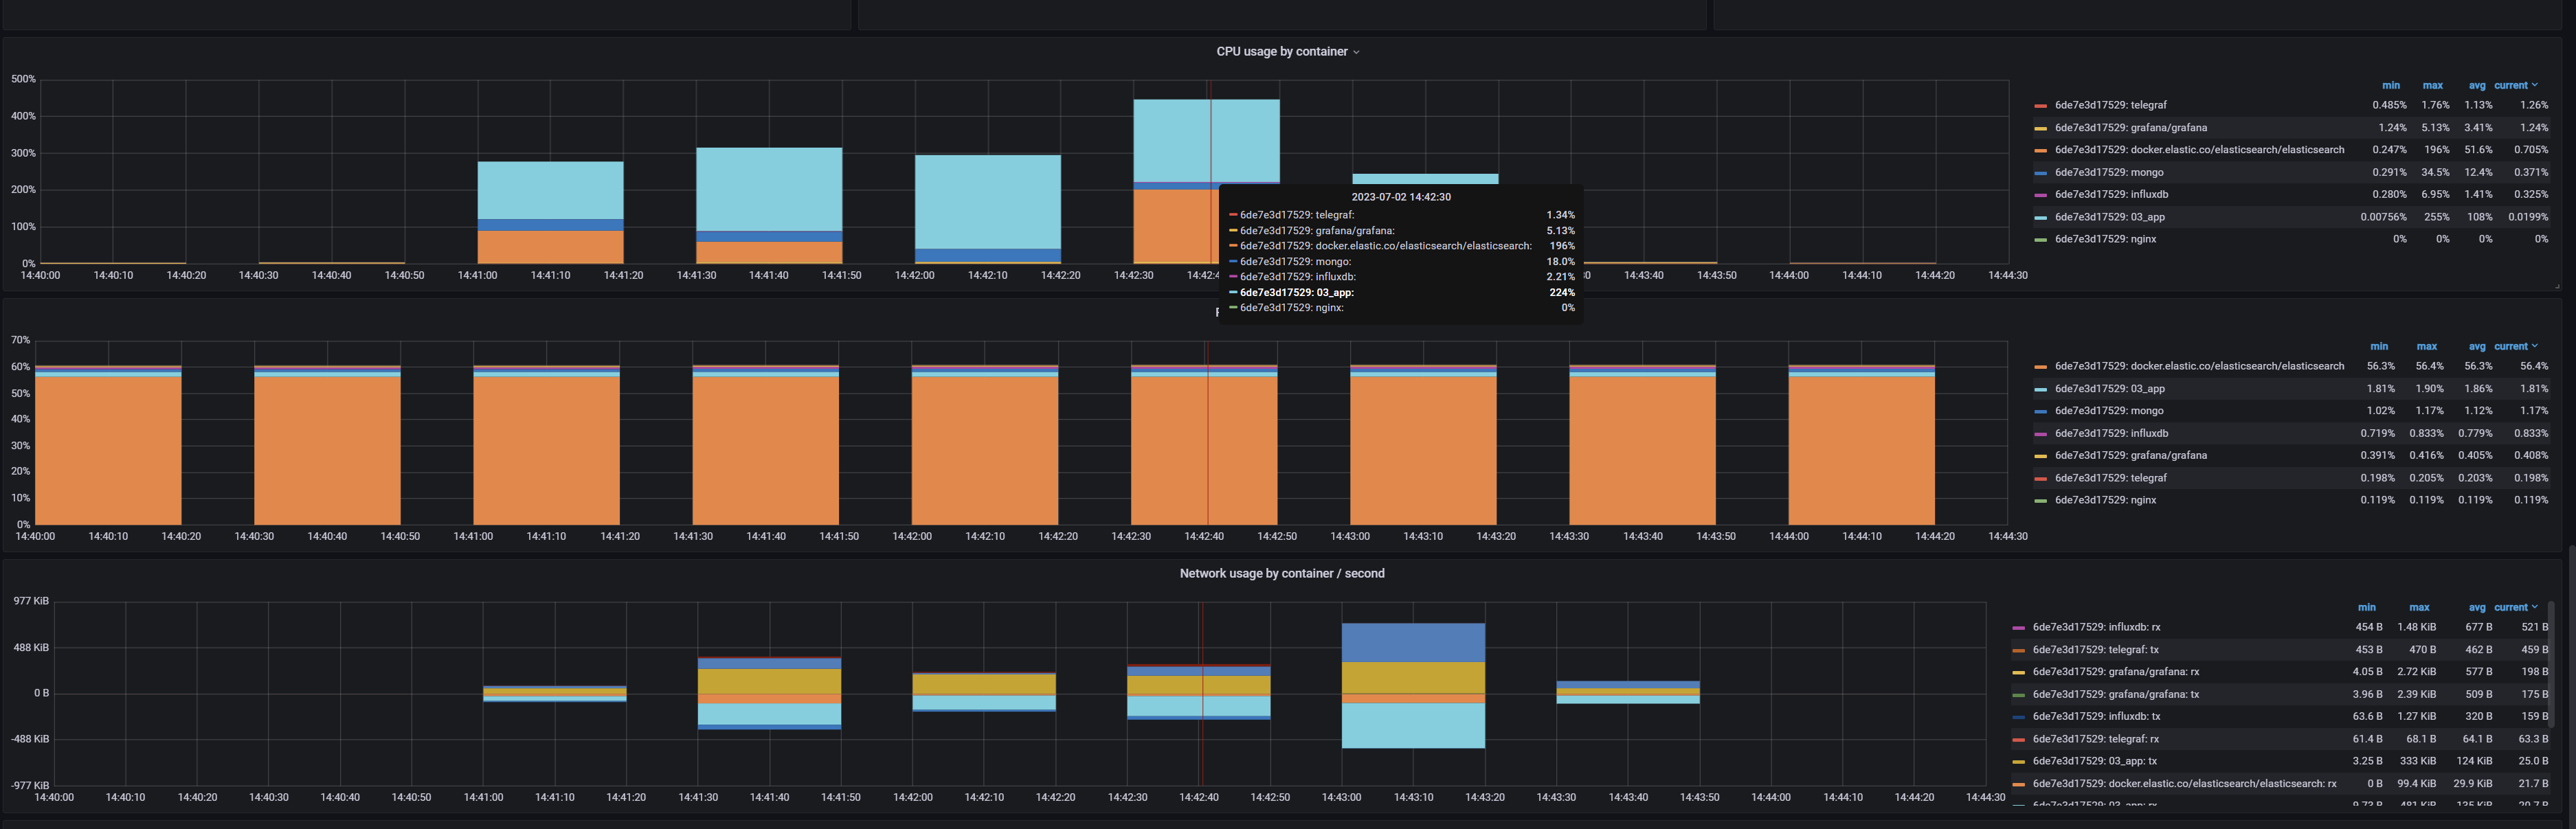 CPU usage by container
500%
400%
300%
200%
100%
0%
14:40:00 14:40:10 14:40:20 14:40:30 14:40:40 14:40:50 14:41:00 14:41:10 14:41:20 14:41:30 14:41:40 14:41:50 14:42:00 14:42:10 14:42:20 14:42:30 14:42:4 14:43:40 14:43:50 14:44:00 14:44:10 14:44:20 14:44:30
min max avg current
6de7e3d17529: telegraf 0.485% 1.76% 1.13% 1.26%
6de7e3d17529: grafana/grafana 1.24% 5.13% 3.41% 1.24%
6de7e3d17529: docker.elastic.co/elasticsearch/elasticsearch 0.247% 196% 51.6% 0.705%
6de7e3d17529: mongo 0.291% 34.5% 12.4% 0.371%
6de7e3d17529: influxdb 0.280% 6.95% 1.41% 0.325%
6de7e3d17529: 03_app 0.00756% 255% 108% 0.0199%
6de7e3d17529: nginx 0% 0% 0% 0%
2023-07-02 14:42:30
6de7e3d17529: telegraf: 1.34%
6de7e3d17529: grafana/grafana: 5.13%
6de7e3d17529: docker.elastic.co/elasticsearch/elasticsearch: 196%
6de7e3d17529: mongo: 18.0%
6de7e3d17529: influxdb: 2.21%
6de7e3d17529: 03_app: 224%
6de7e3d17529: nginx: 0%
70%
60%
50%
40%
30%
20%
10%
0%
14:40:00 14:40:10 14:40:20 14:40:30 14:40:40 14:40:50 14:41:00 14:41:10 14:41:20 14:41:30 14:41:40 14:41:50 14:42:00 14:42:10 14:42:20 14:42:30 14:42:40 14:42:50 14:43:00 14:43:10 14:43:20 14:43:30 14:43:40 14:43:50 14:44:00 14:44:10 14:44:20 14:44:30
min max avg current
6de7e3d17529: docker.elastic.co/elasticsearch/elasticsearch 56.3% 56.4% 56.3% 56.4%
6de7e3d17529: 03_app 1.81% 1.90% 1.86% 1.81%
6de7e3d17529: mongo 1.02% 1.17% 1.12% 1.17%
6de7e3d17529: influxdb 0.719% 0.833% 0.779% 0.833%
6de7e3d17529: grafana/grafana 0.391% 0.416% 0.405% 0.408%
6de7e3d17529: telegraf 0.198% 0.205% 0.203% 0.198%
6de7e3d17529: nginx 0.119% 0.119% 0.119% 0.119%
Network usage by container / second
977 KiB
488 KiB
0 B
-488 KiB
-977 KiB
14:40:00 14:40:10 14:40:20 14:40:30 14:40:40 14:40:50 14:41:00 14:41:10 14:41:20 14:41:30 14:41:40 14:41:50 14:42:00 14:42:10 14:42:20 14:42:30 14:42:40 14:42:50 14:43:00 14:43:10 14:43:20 14:43:30 14:43:40 14:43:50 14:44:00 14:44:10 14:44:20 14:44:30
min max avg current
6de7e3d17529: influxdb: rx 454 B 1.48 KiB 677 B 521 B
6de7e3d17529: telegraf: tx 453 B 470 B 462 B 459 B
6de7e3d17529: grafana/grafana: rx 4.05 B 2.72 KiB 577 B 198 B
6de7e3d17529: grafana/grafana: tx 3.96 B 2.39 KiB 509 B 175 B
6de7e3d17529: influxdb: tx 63.6 B 1.27 KiB 320 B 159 B
6de7e3d17529: telegraf: rx 61.4 B 68.1 B 64.1 B 63.3 B
6de7e3d17529: 03_app: tx 3.25 B 333 KiB 124 KiB 25.0 B
6de7e3d17529: docker.elastic.co/elasticsearch/elasticsearch: rx 0 B 99.4 KiB 29.9 KiB 21.7 B